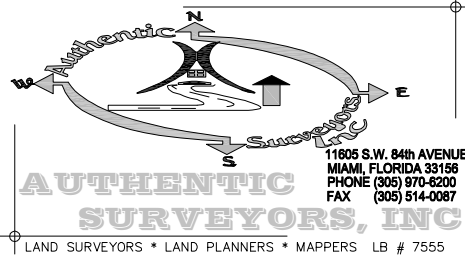 N
Authentic
W
E
Surveyors
Inc
S
11605 S.W. 84th AVENUE
MIAMI, FLORIDA 33156
PHONE (305) 970-6200
FAX (305) 514-0087
AUTHENTIC
SURVEYORS, INC
LAND SURVEYORS * LAND PLANNERS * MAPPERS LB # 7555